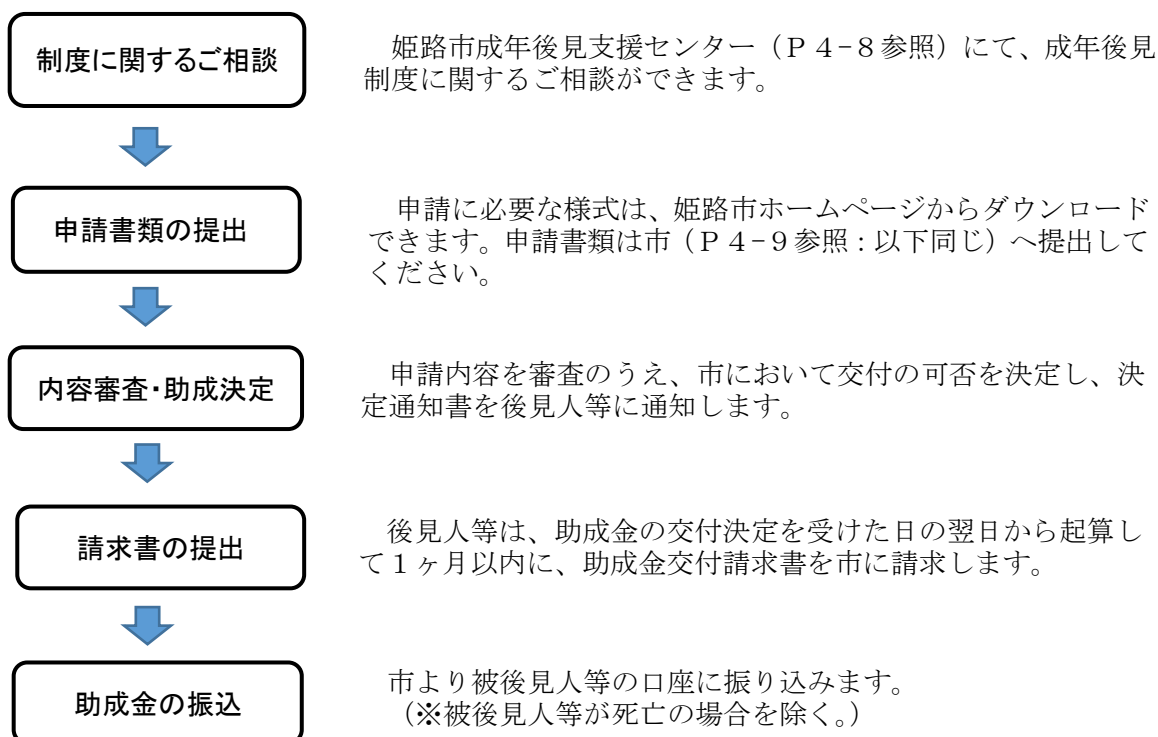 制度に関するご相談
姫路市成年後見支援センター（Ｐ４−８参照）にて、成年後見
制度に関するご相談ができます。
申請書類の提出
申請に必要な様式は、姫路市ホームページからダウンロード
できます。申請書類は市（Ｐ４−９参照：以下同じ）へ提出して
ください。
内容審査・助成決定
申請内容を審査のうえ、市において交付の可否を決定し、決
定通知書を後見人等に通知します。
請求書の提出
後見人等は、助成金の交付決定を受けた日の翌日から起算し
て１ヶ月以内に、助成金交付請求書を市に請求します。
助成金の振込
市より被後見人等の口座に振り込みます。
（※被後見人等が死亡の場合を除く。）